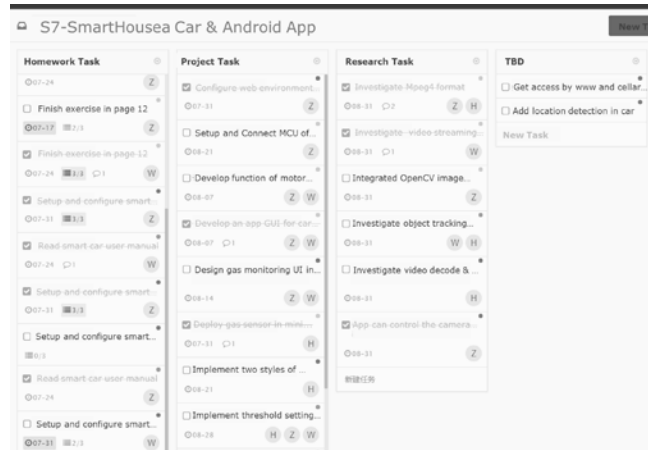 S7-SmartHousea Car & Android App
New T
Homework Task
07-24
Z
Finish exercise in page 12
07-17
2/3
Z
Finish exercise in page 12
07-24
3/3
1
W
Setup and configure smart...
07-31
3/3
Z
Read smart car user manual
07-24
1
W
Setup and configure smart...
07-31
3/3
Z
Setup and configure smart...
0/3
Read smart car user manual
07-24
Z
Setup and configure smart...
07-31
2/3
W
Project Task
Configure web environment...
07-31
Z
Setup and Connect MCU of...
08-21
Z
Develop function of motor...
08-07
Z W
Develop an app GUI for car...
08-07
1
Z W
Design gas monitoring UI in...
08-14
Z W
Deploy gas sensor in mini...
07-31
1
H
Implement two styles of ...
08-21
H
Implement threshold setting...
08-28
H Z W
Research Task
Investigate Mpeg4 format
08-31
2
Z H
Investigate video streaming...
08-31
1
W
Integrated OpenCV image...
08-31
Z
Investigate object tracking...
08-31
W H
Investigate video decode & ...
08-31
H
App can control the camera...
08-31
Z
新建任务
TBD
Get access by www and cellar...
Add location detection in car
New Task